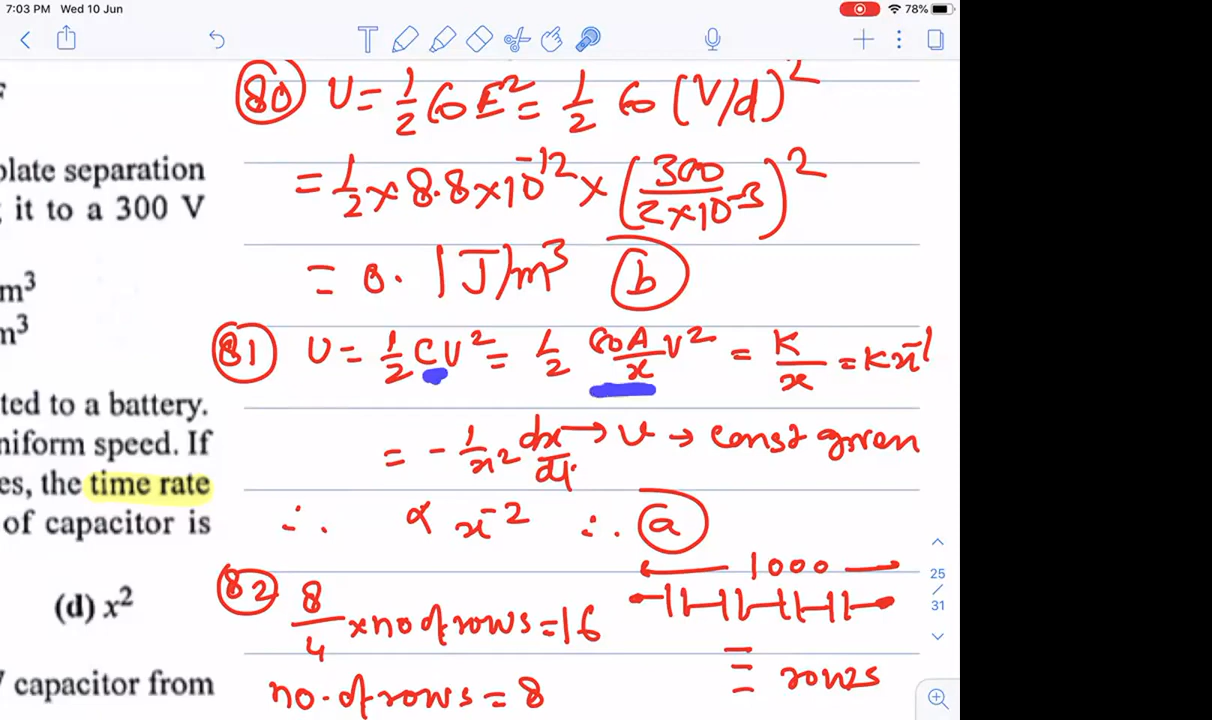 7:03 PM Wed 10 Jun
78%
T
80 U = 1/2 ϵ0 E² = 1/2 ϵ0 (V/d)²
plate separation
it to a 300 V
= 1/2 × 8.8 × 10⁻¹² × (300 / 2×10⁻³)²
m³
= 0.1 J/m³ b
m³
81 U = 1/2 CV² = 1/2 ϵ0A/x V² = K/x = Kx⁻¹
ted to a battery.
niform speed. If
= - 1/x² dx/dt → v → const given
es, the time rate
of capacitor is
∴ ∝ x⁻² ∴ a
1000
82 8/4 × no of rows = 16
(d) x²
25
/
31
rows
capacitor from
no. of rows = 8